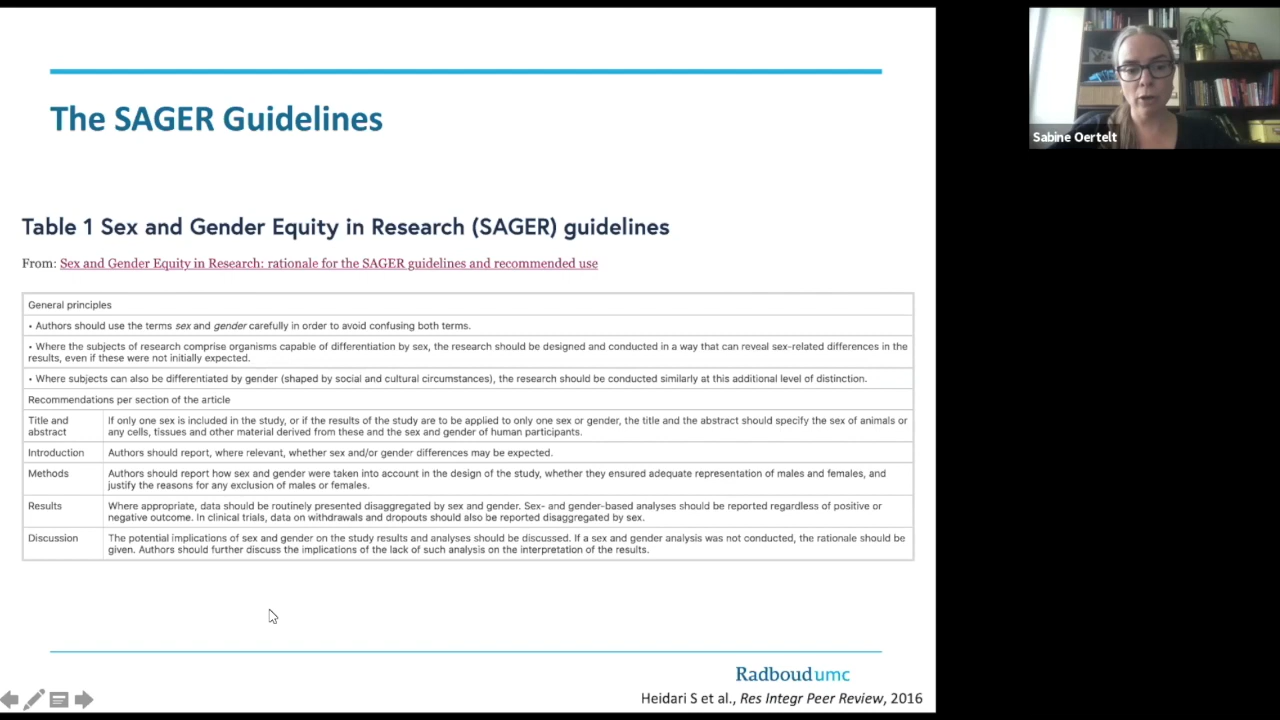 The SAGER Guidelines
Sabine Oertelt
Table 1 Sex and Gender Equity in Research (SAGER) guidelines
From: Sex and Gender Equity in Research: rationale for the SAGER guidelines and recommended use
General principles
• Authors should use the terms sex and gender carefully in order to avoid confusing both terms.
• Where the subjects of research comprise organisms capable of differentiation by sex, the research should be designed and conducted in a way that can reveal sex-related differences in the
results, even if these were not initially expected.
• Where subjects can also be differentiated by gender (shaped by social and cultural circumstances), the research should be conducted similarly at this additional level of distinction.
Recommendations per section of the article
Title and
abstract
If only one sex is included in the study, or if the results of the study are to be applied to only one sex or gender, the title and the abstract should specify the sex of animals or
any cells, tissues and other material derived from these and the sex and gender of human participants.
Introduction
Authors should report, where relevant, whether sex and/or gender differences may be expected.
Methods
Authors should report how sex and gender were taken into account in the design of the study, whether they ensured adequate representation of males and females, and
justify the reasons for any exclusion of males or females.
Results
Where appropriate, data should be routinely presented disaggregated by sex and gender. Sex- and gender-based analyses should be reported regardless of positive or
negative outcome. In clinical trials, data on withdrawals and dropouts should also be reported disaggregated by sex.
Discussion
The potential implications of sex and gender on the study results and analyses should be discussed. If a sex and gender analysis was not conducted, the rationale should be
given. Authors should further discuss the implications of the lack of such analysis on the interpretation of the results.
Radboudumc
Heidari S et al., Res Integr Peer Review, 2016